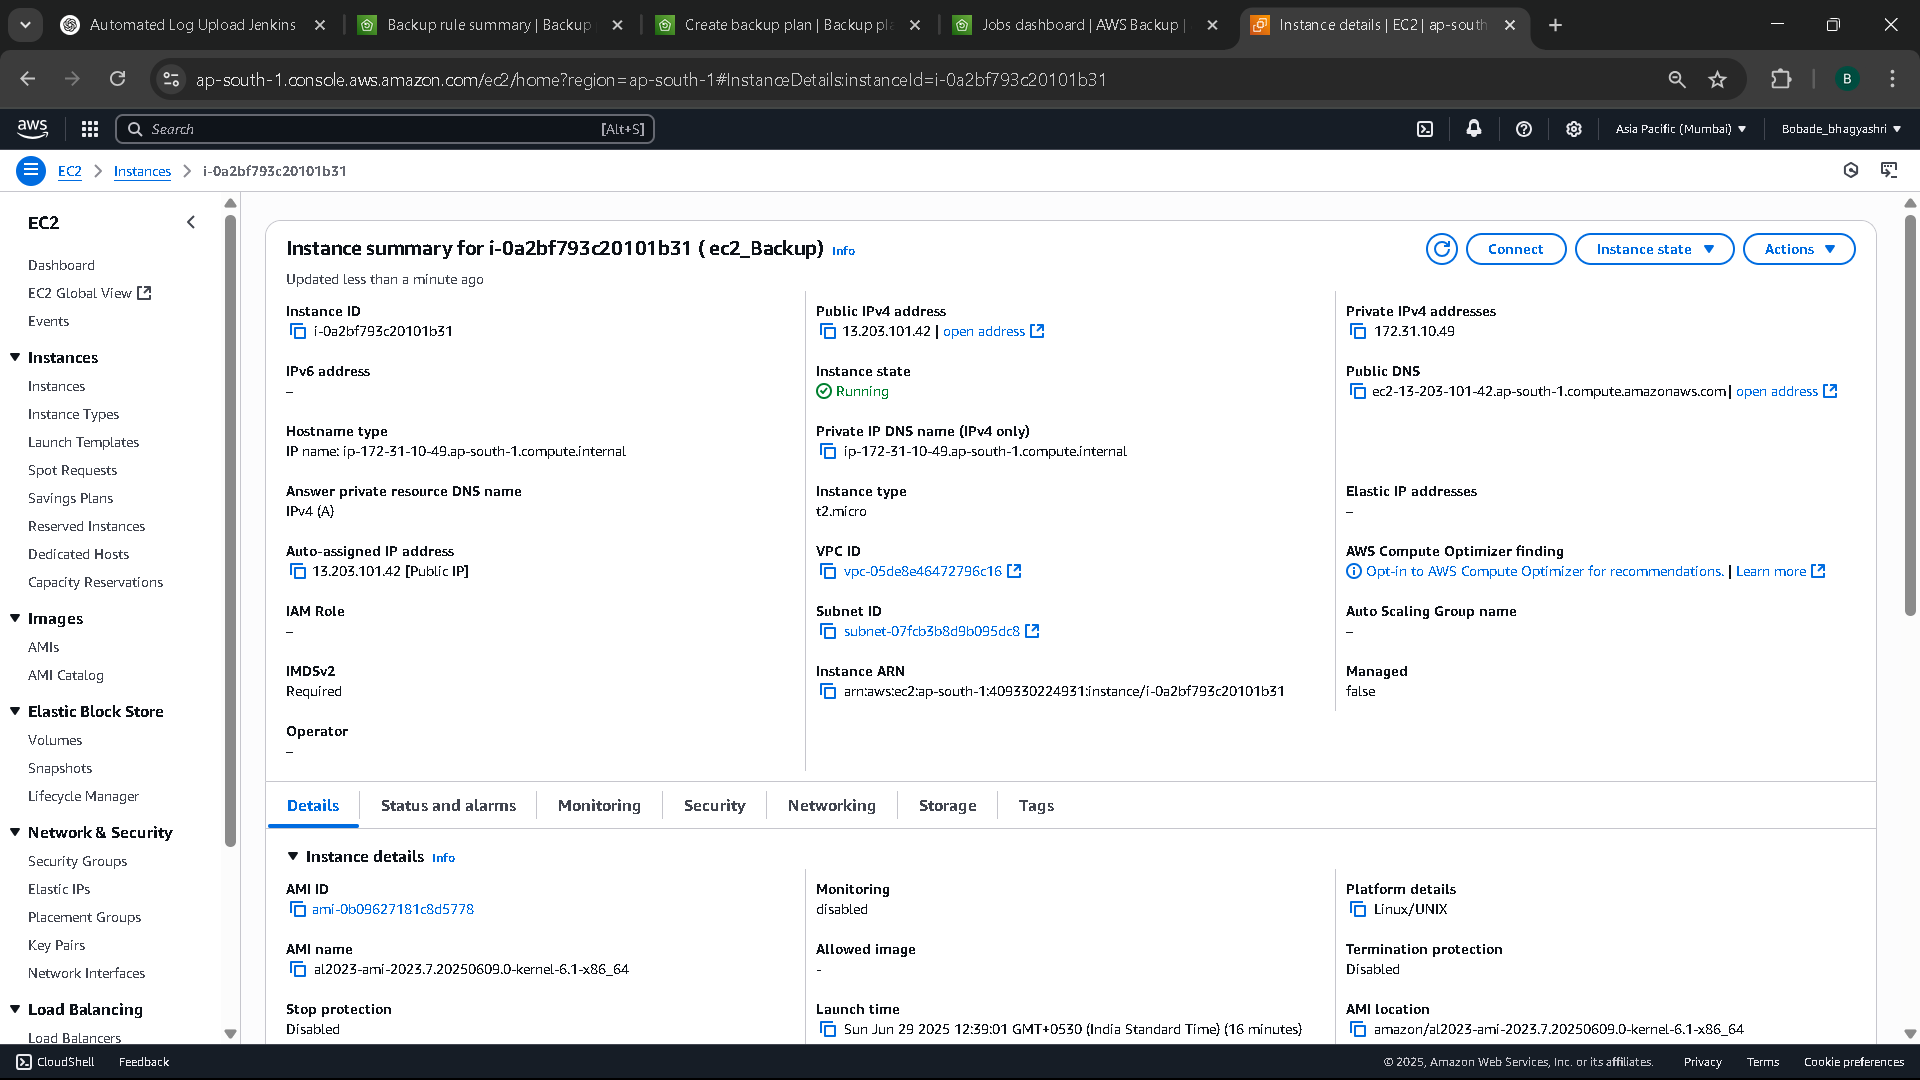 Automated Log Upload Jenkins
Backup rule summary | Backup
Create backup plan | Backup pla
Jobs dashboard | AWS Backup |
Instance details | EC2 | ap-south
ap-south-1.console.aws.amazon.com/ec2/home?region=ap-south-1#InstanceDetails:instanceId=i-0a2bf793c20101b31
B
aws
Search
[Alt+S]
Asia Pacific (Mumbai)
Bobade_bhagyashri
EC2
Instances
i-0a2bf793c20101b31
EC2
Dashboard
EC2 Global View
Events
Instances
Instances
Instance Types
Launch Templates
Spot Requests
Savings Plans
Reserved Instances
Dedicated Hosts
Capacity Reservations
Images
AMIs
AMI Catalog
Elastic Block Store
Volumes
Snapshots
Lifecycle Manager
Network & Security
Security Groups
Elastic IPs
Placement Groups
Key Pairs
Network Interfaces
Load Balancing
Load Balancers
Instance summary for i-0a2bf793c20101b31 ( ec2_Backup) Info
Updated less than a minute ago
Connect
Instance state
Actions
Instance ID
i-0a2bf793c20101b31
Public IPv4 address
13.203.101.42 | open address
Private IPv4 addresses
172.31.10.49
IPv6 address
–
Instance state
Running
Public DNS
ec2-13-203-101-42.ap-south-1.compute.amazonaws.com | open address
Hostname type
IP name: ip-172-31-10-49.ap-south-1.compute.internal
Private IP DNS name (IPv4 only)
ip-172-31-10-49.ap-south-1.compute.internal
Answer private resource DNS name
IPv4 (A)
Instance type
t2.micro
Elastic IP addresses
–
Auto-assigned IP address
13.203.101.42 [Public IP]
VPC ID
vpc-05de8e46472796c16
AWS Compute Optimizer finding
Opt-in to AWS Compute Optimizer for recommendations. | Learn more
IAM Role
–
Subnet ID
subnet-07fcb3b8d9b095dc8
Auto Scaling Group name
–
IMDSv2
Required
Instance ARN
arn:aws:ec2:ap-south-1:409330224931:instance/i-0a2bf793c20101b31
Managed
false
Operator
–
Details
Status and alarms
Monitoring
Security
Networking
Storage
Tags
Instance details Info
AMI ID
ami-0b09627181c8d5778
Monitoring
disabled
Platform details
Linux/UNIX
AMI name
al2023-ami-2023.7.20250609.0-kernel-6.1-x86_64
Allowed image
-
Termination protection
Disabled
Stop protection
Disabled
Launch time
Sun Jun 29 2025 12:39:01 GMT+0530 (India Standard Time) (16 minutes)
AMI location
amazon/al2023-ami-2023.7.20250609.0-kernel-6.1-x86_64
CloudShell
Feedback
© 2025, Amazon Web Services, Inc. or its affiliates.
Privacy
Terms
Cookie preferences